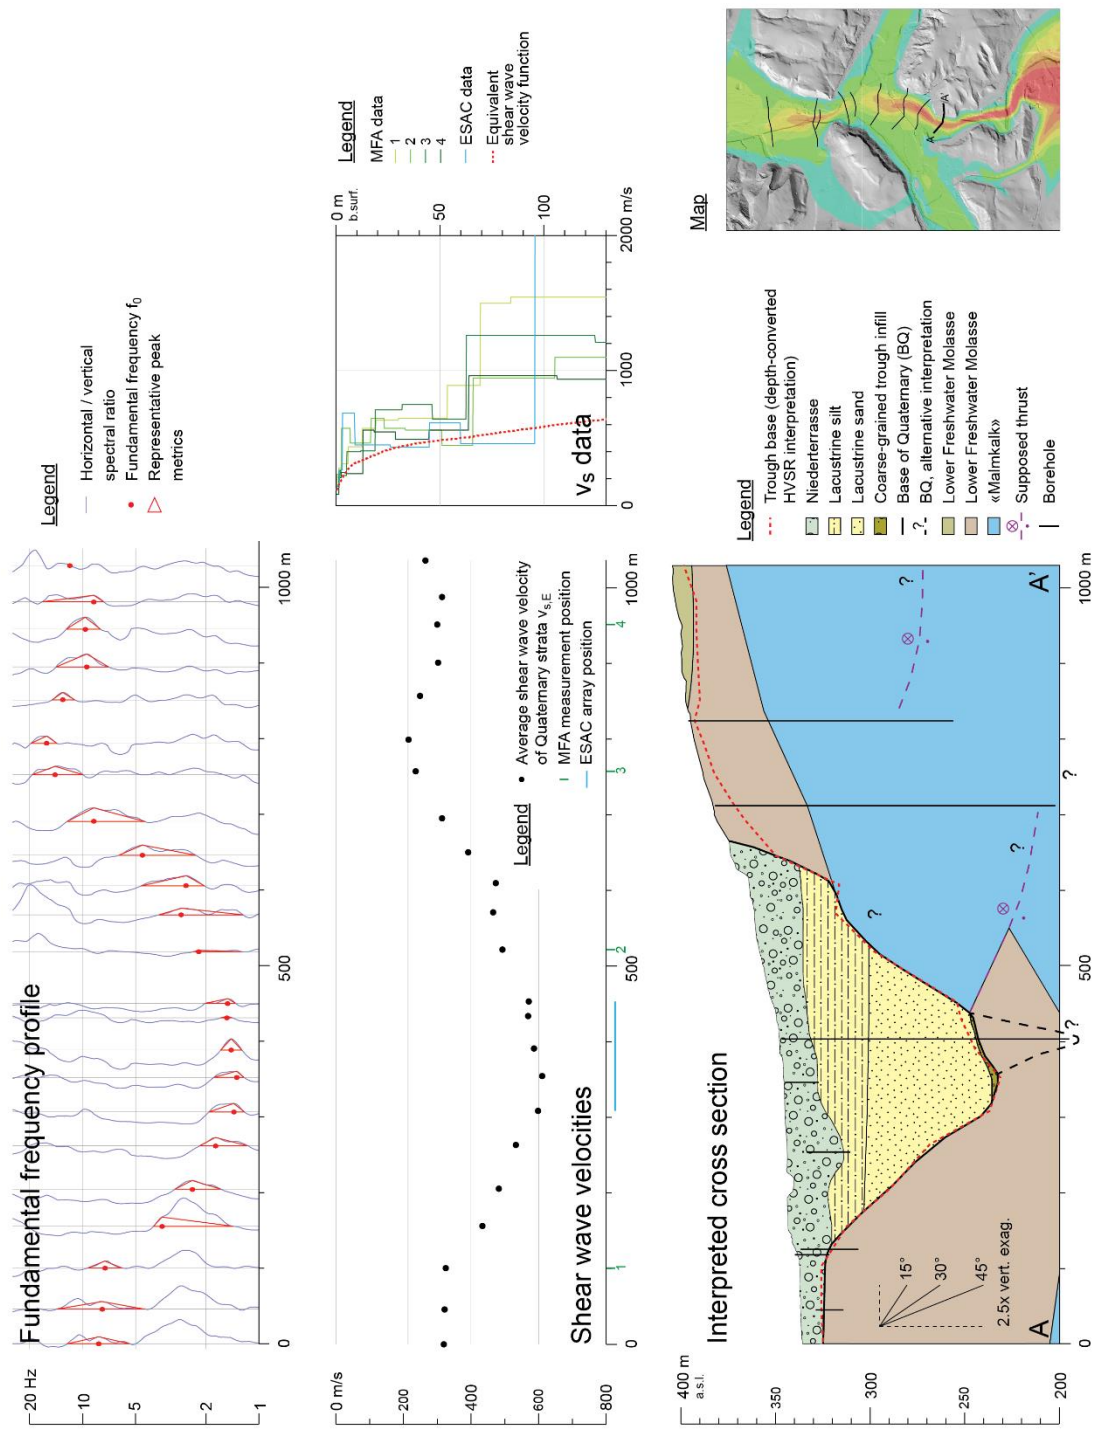 Fundamental frequency profile
20 Hz
10
5
2
1
0
500
1000 m
Legend
Horizontal / vertical
spectral ratio
Fundamental frequency f0
Representative peak
metrics
Shear wave velocities
0 m/s
200
400
600
800
0
500
1000 m
1
2
3
4
Legend
Average shear wave velocity
of Quaternary strata vs,E
MFA measurement position
ESAC array position
vs data
0
1000
2000 m/s
0 m
b.surf.
50
100
Legend
MFA data
1
2
3
4
ESAC data
Equivalent
shear wave
velocity function
Interpreted cross section
400 m
a.s.l.
350
300
250
200
0
500
1000 m
A
A'
15°
30°
45°
2.5x vert. exag.
?
?
?
?
?
Legend
Trough base (depth-converted
HVSR interpretation)
Niederterrasse
Lacustrine silt
Lacustrine sand
Coarse-grained trough infill
Base of Quaternary (BQ)
? BQ, alternative interpretation
Lower Freshwater Molasse
Lower Freshwater Molasse
«Malmkalk»
Supposed thrust
Borehole
Map
A
A'